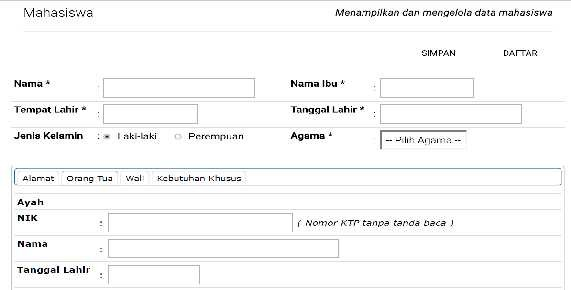 Mahasiswa
Menampilkan dan mengelola data mahasiswa
SIMPAN DAFTAR
Nama * : Nama Ibu * :
Tempat Lahir * : Tanggal Lahir * :
Jenis Kelamin : Laki-laki Perempuan Agama * : -- Pilih Agama --
Alamat Orang Tua Wali Kebutuhan Khusus
Ayah
NIK : ( Nomor KTP tanpa tanda baca )
Nama :
Tanggal Lahir :